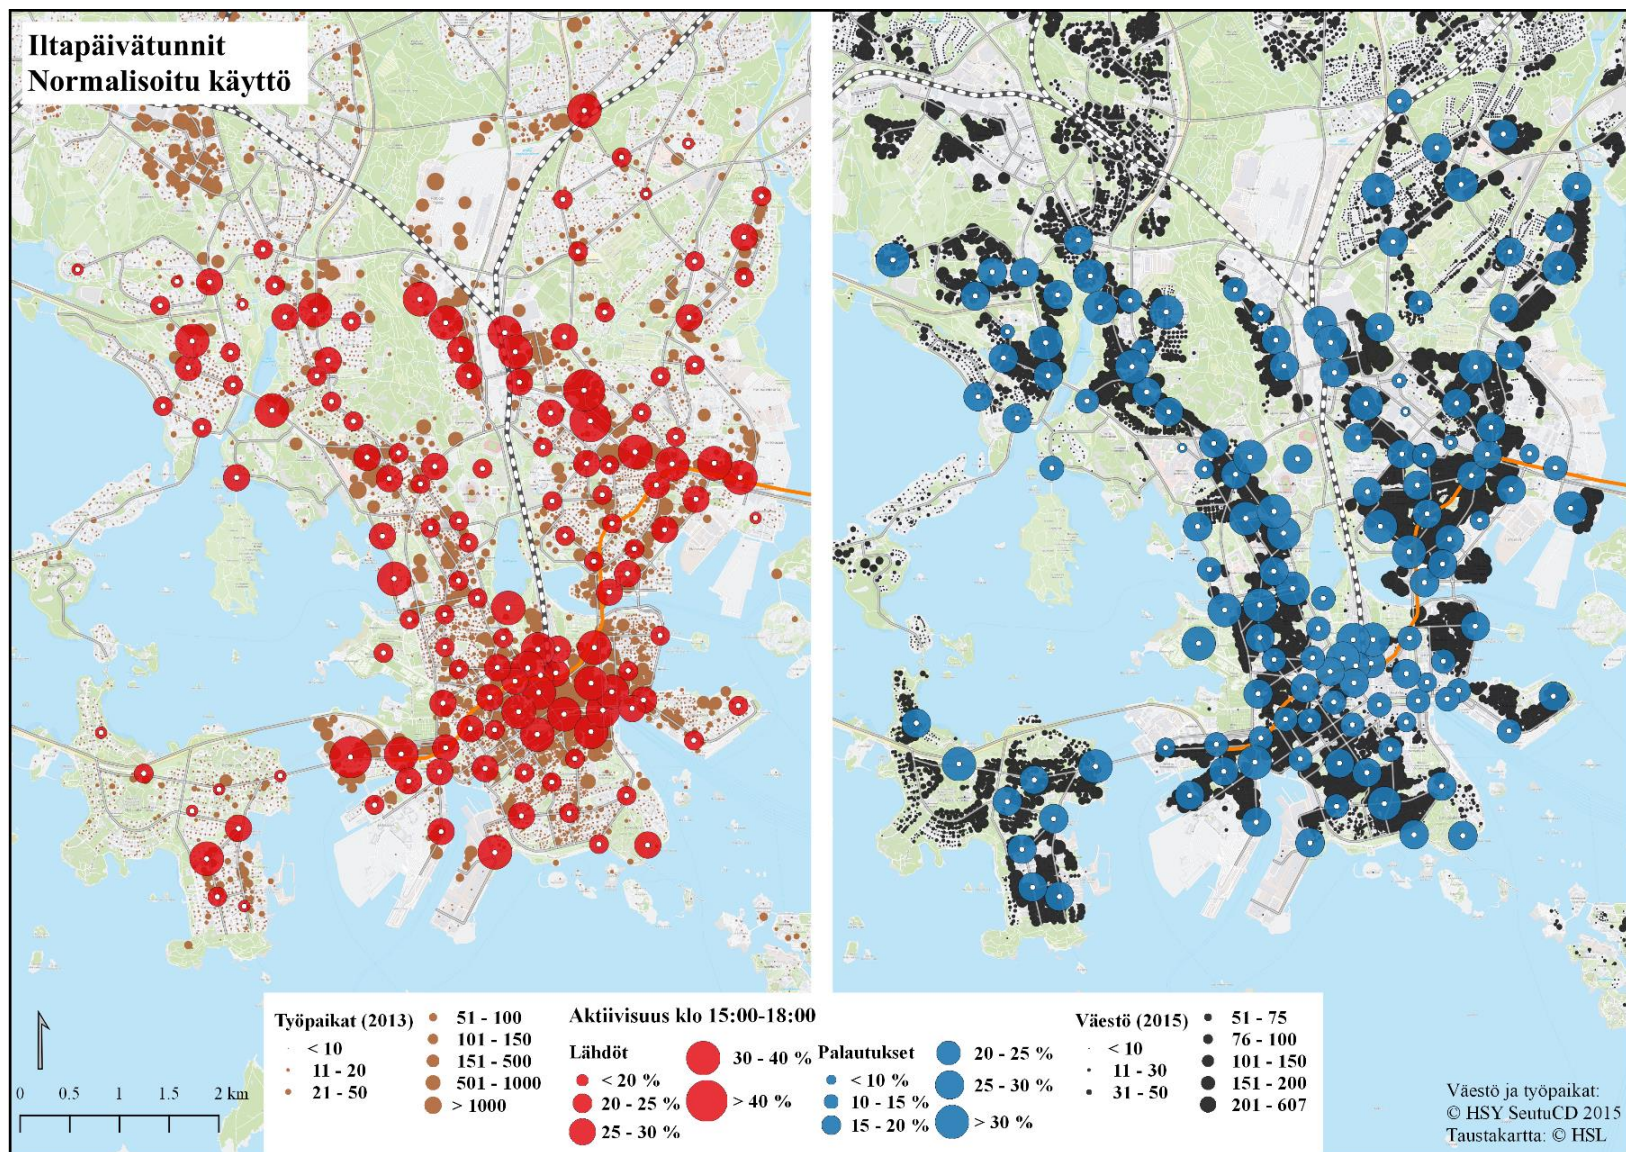 Iltapäivätunnit
Normalisoitu käyttö
0 0.5 1 2 km
Työpaikat (2013)
< 10
11 - 20
21 - 50
51 - 100
101 - 150
151 - 500
501 - 1000
> 1000
Aktiivisuus klo 15:00-18:00
Lähdöt
< 20 %
20 - 25 %
25 - 30 %
30 - 40 %
> 40 %
Palautukset
< 10 %
10 - 15 %
15 - 20 %
20 - 25 %
25 - 30 %
> 30 %
Väestö (2015)
< 10
11 - 30
31 - 50
51 - 75
76 - 100
101 - 150
151 - 200
201 - 607
Väestö ja työpaikat:
© HSY SeutuCD 2015
Taustakartta: © HSL